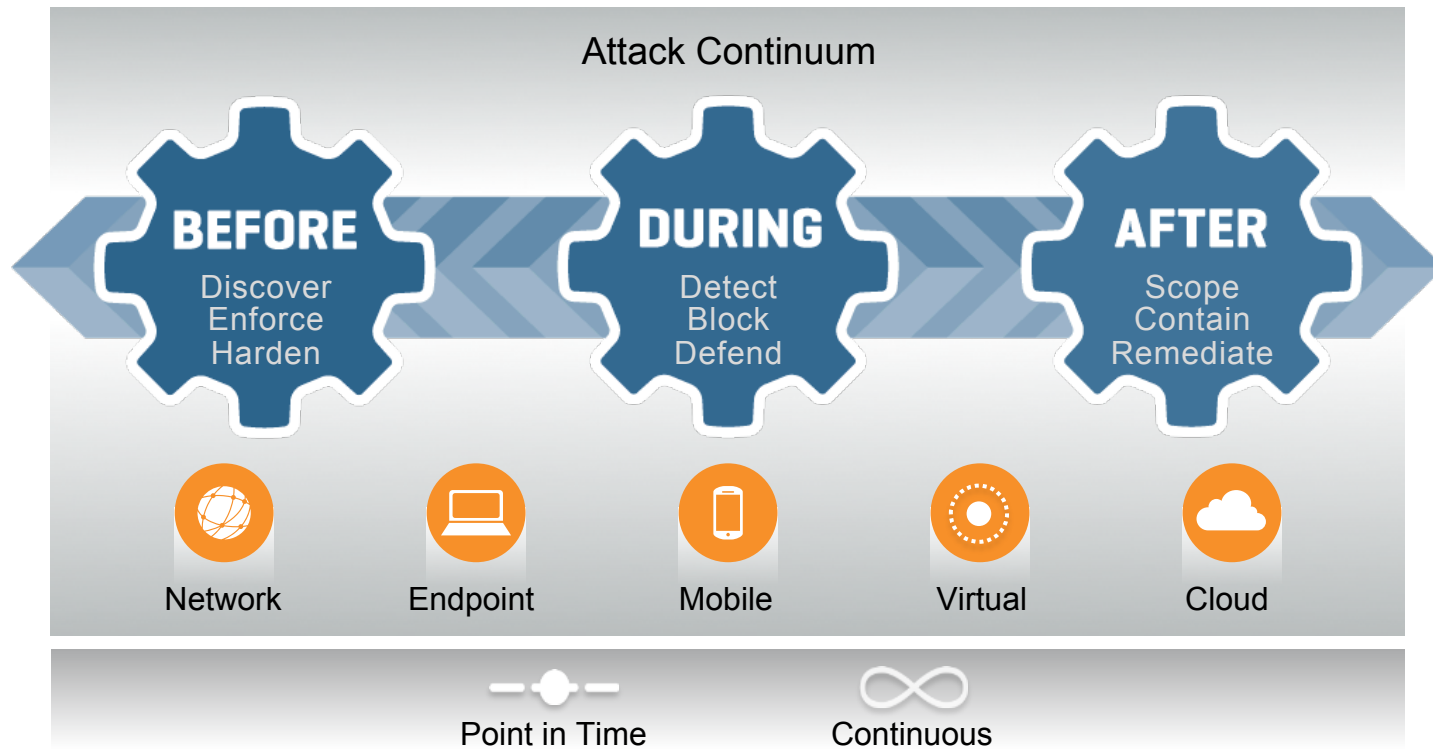 Attack Continuum
BEFORE
Discover
Enforce
Harden
DURING
Detect
Block
Defend
AFTER
Scope
Contain
Remediate
Network
Endpoint
Mobile
Virtual
Cloud
Point in Time
Continuous